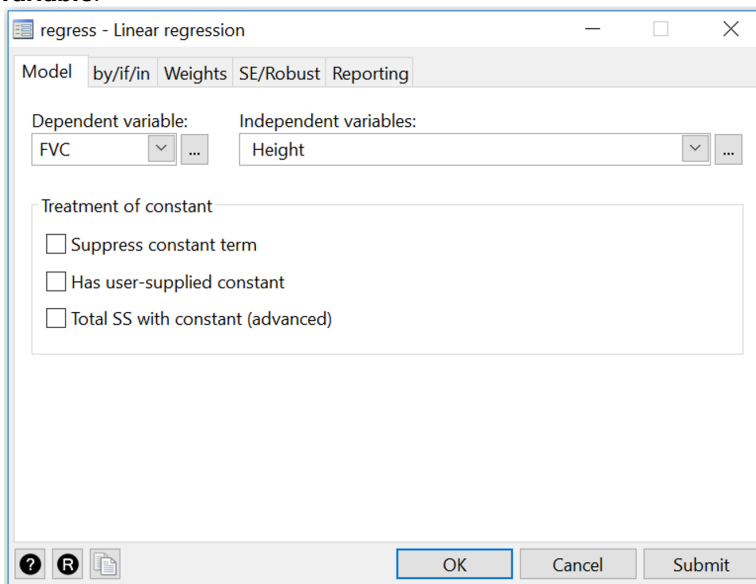 regress - Linear regression
Model by/if/in Weights SE/Robust Reporting
Dependent variable: Independent variables:
FVC ... Height ...
Treatment of constant
Suppress constant term
Has user-supplied constant
Total SS with constant (advanced)
? R OK Cancel Submit